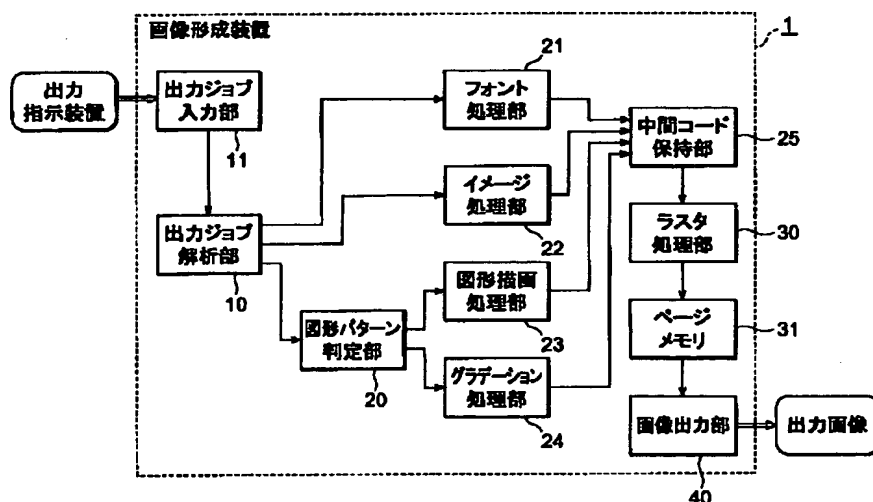 画像形成装置
1
出力
指示装置
出力ジョブ
入力部
11
出力ジョブ
解析部
10
図形パターン
判定部
20
21
フォント
処理部
イメージ
処理部
22
図形描画
処理部
23
グラデーション
処理部
24
中間コード
保持部
25
ラスタ
処理部
30
ページ
メモリ
31
画像出力部
40
出力画像